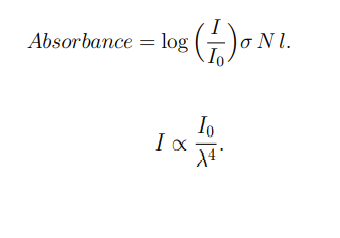 Absorbance = log (I/I₀) σ N l.
I ∝ I₀/λ⁴.